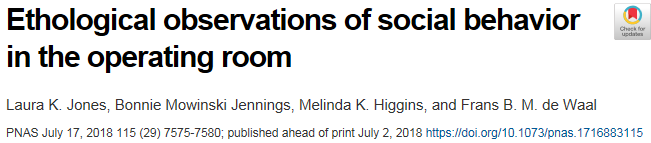 Ethological observations of social behavior
in the operating room
Check for
updates
Laura K. Jones, Bonnie Mowinski Jennings, Melinda K. Higgins, and Frans B. M. de Waal
PNAS July 17, 2018 115 (29) 7575-7580; published ahead of print July 2, 2018 https://doi.org/10.1073/pnas.1716883115